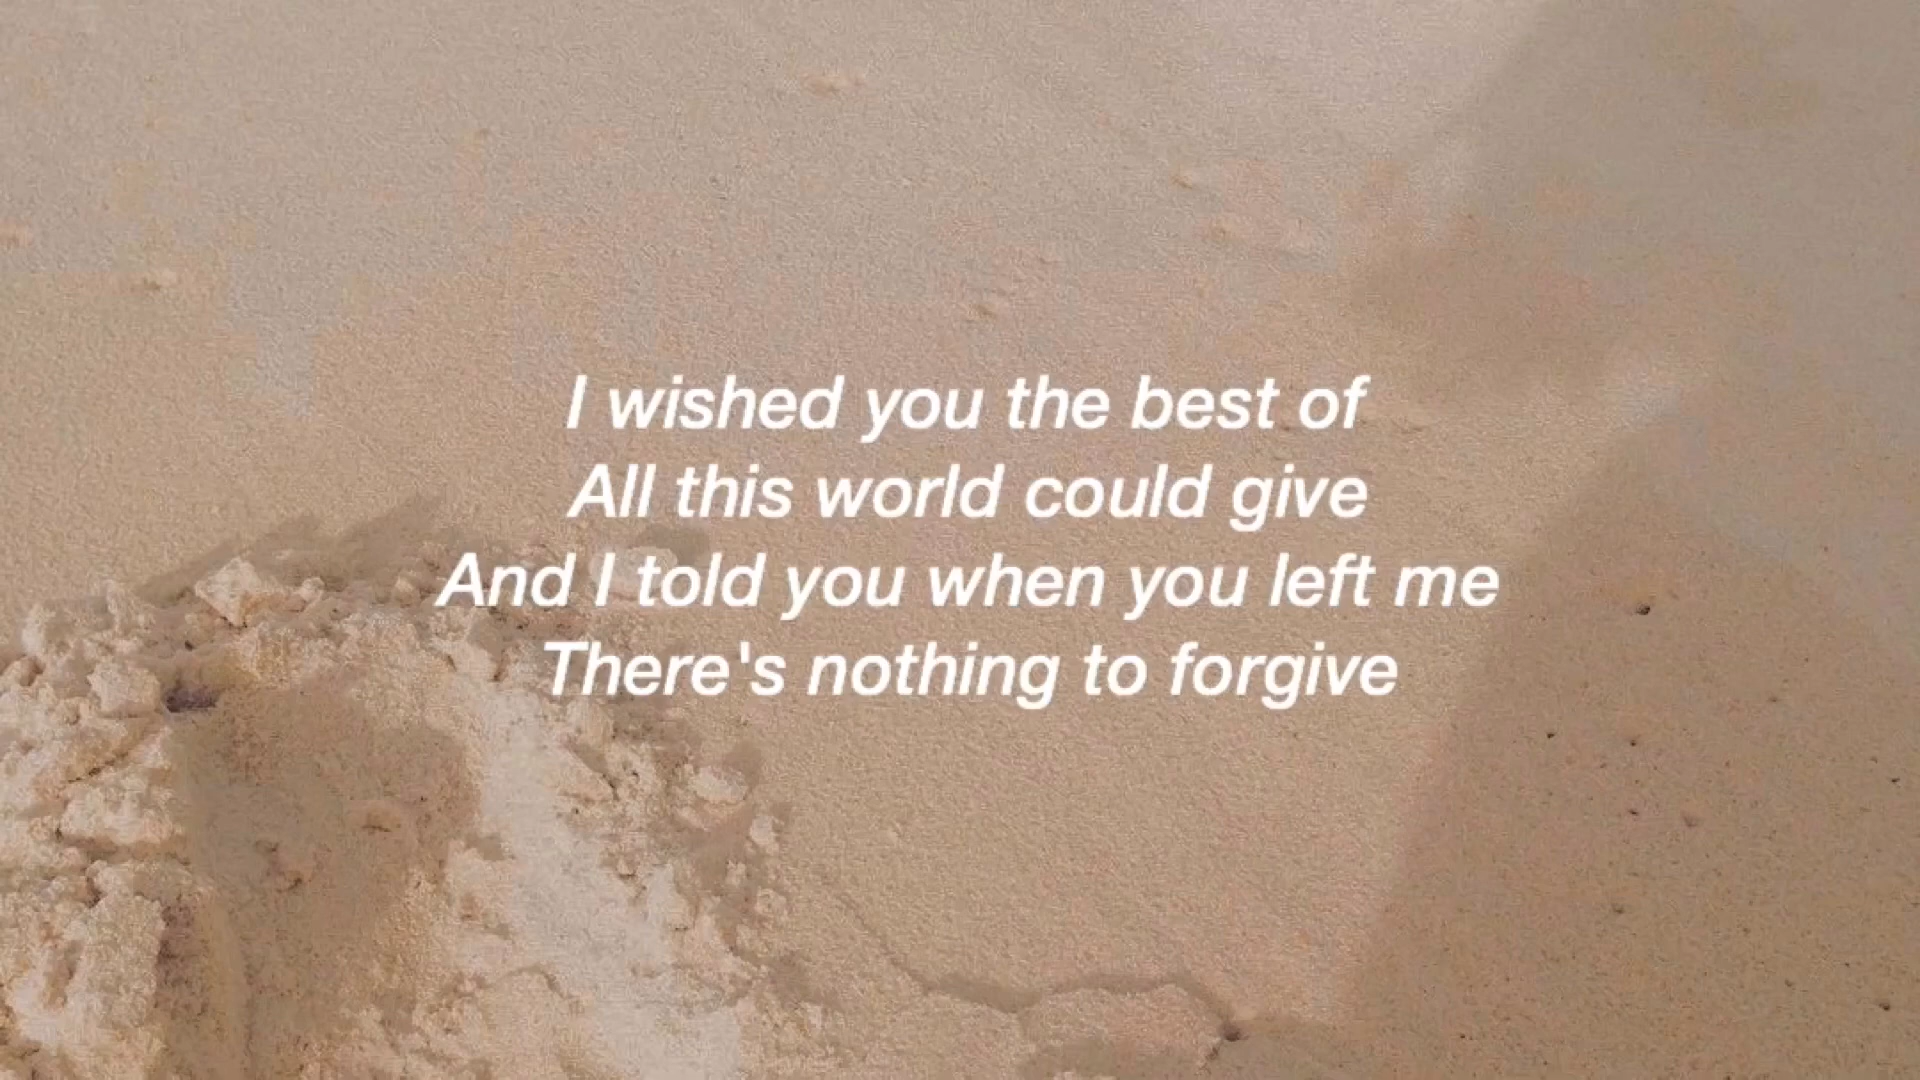 I wished you the best of
All this world could give
And I told you when you left me
There's nothing to forgive